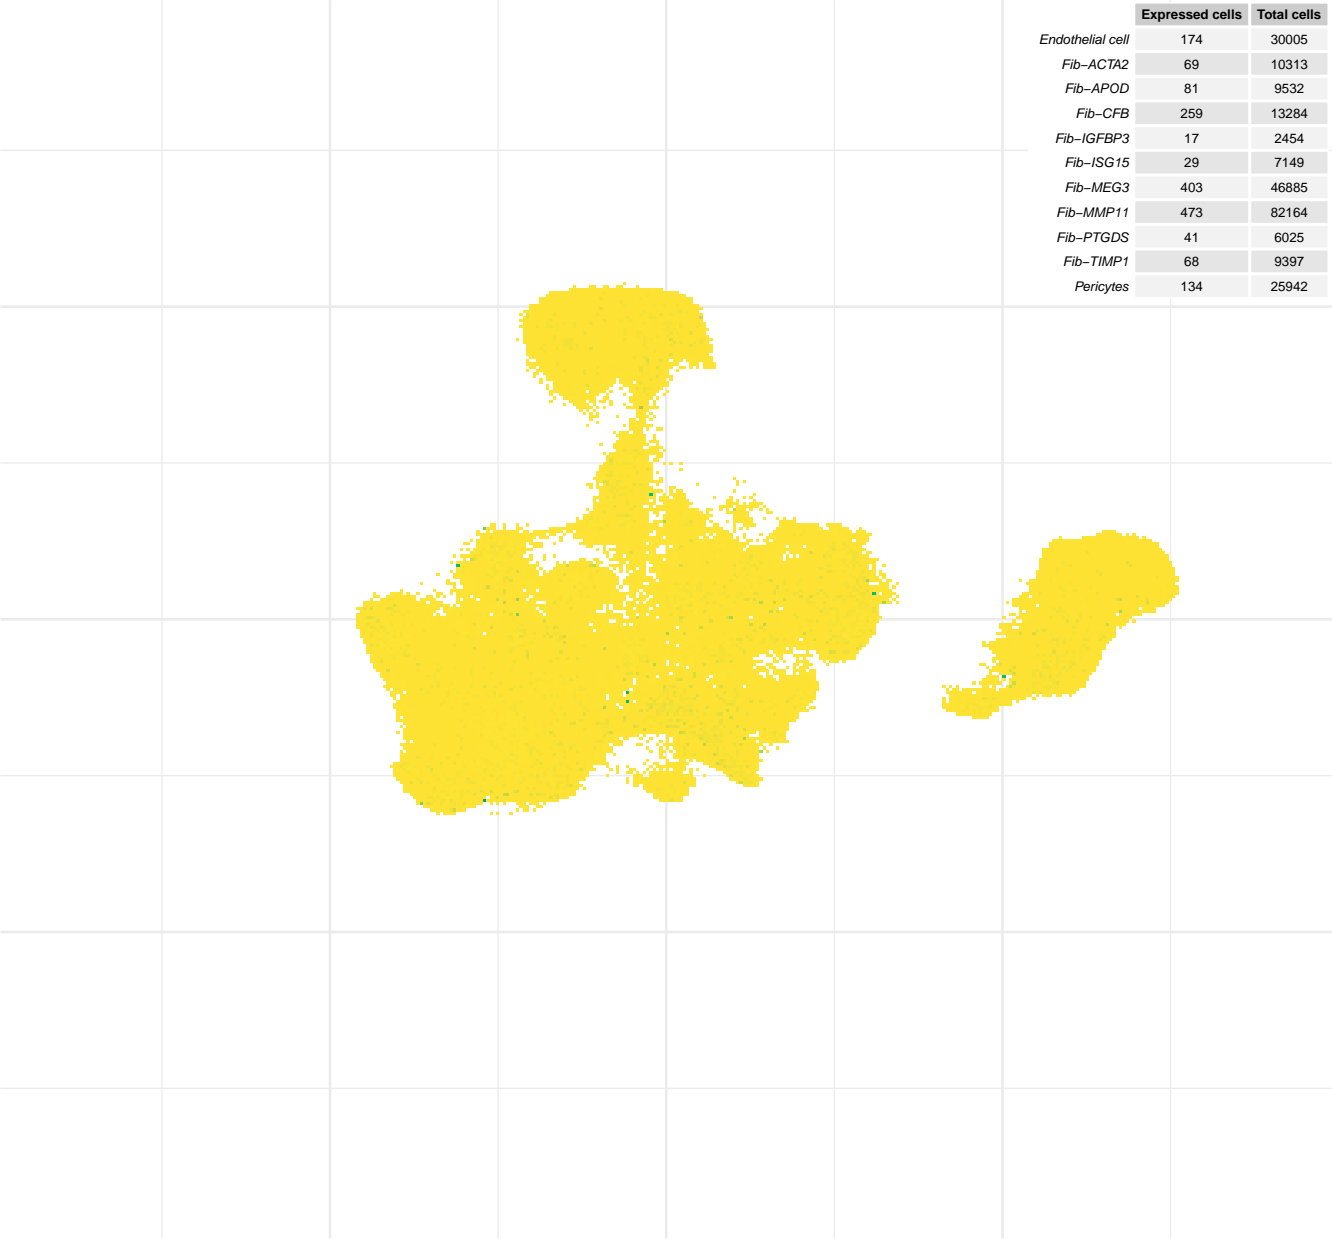 Expressed cells Total cells
Endothelial cell 174 30005
Fib−ACTA2 69 10313
Fib−APOD 81 9532
Fib−CFB 259 13284
Fib−IGFBP3 17 2454
Fib−ISG15 29 7149
Fib−MEG3 403 46885
Fib−MMP11 473 82164
Fib−PTGDS 41 6025
Fib−TIMP1 68 9397
Pericytes 134 25942